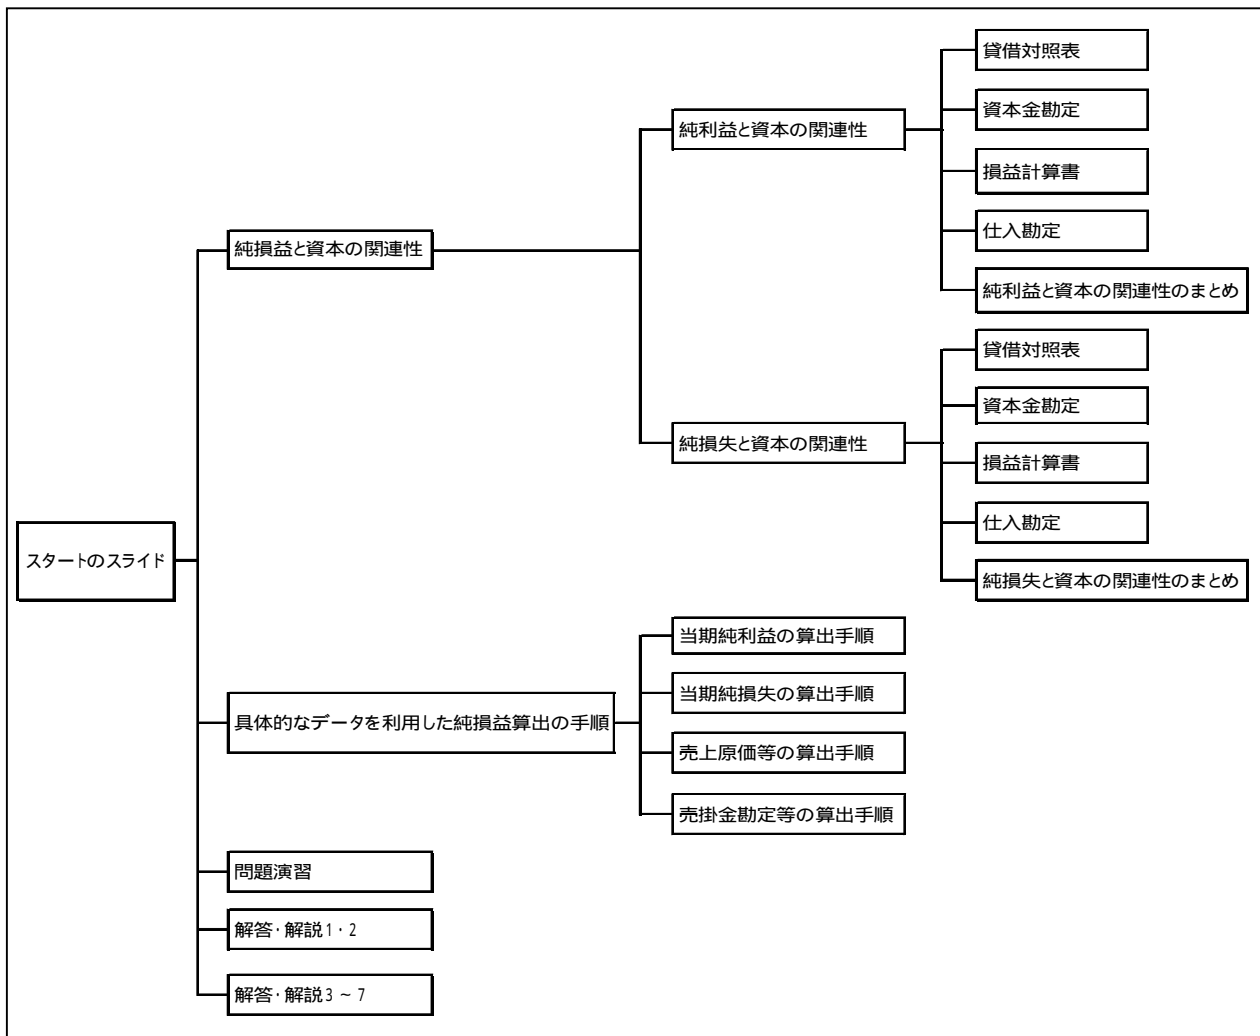 スタートのスライド
純損益と資本の関連性
純利益と資本の関連性
貸借対照表
資本金勘定
損益計算書
仕入勘定
純利益と資本の関連性のまとめ
純損失と資本の関連性
貸借対照表
資本金勘定
損益計算書
仕入勘定
純損失と資本の関連性のまとめ
具体的なデータを利用した純損益算出の手順
当期純利益の算出手順
当期純損失の算出手順
売上原価等の算出手順
売掛金勘定等の算出手順
問題演習
解答・解説1・2
解答・解説3~7